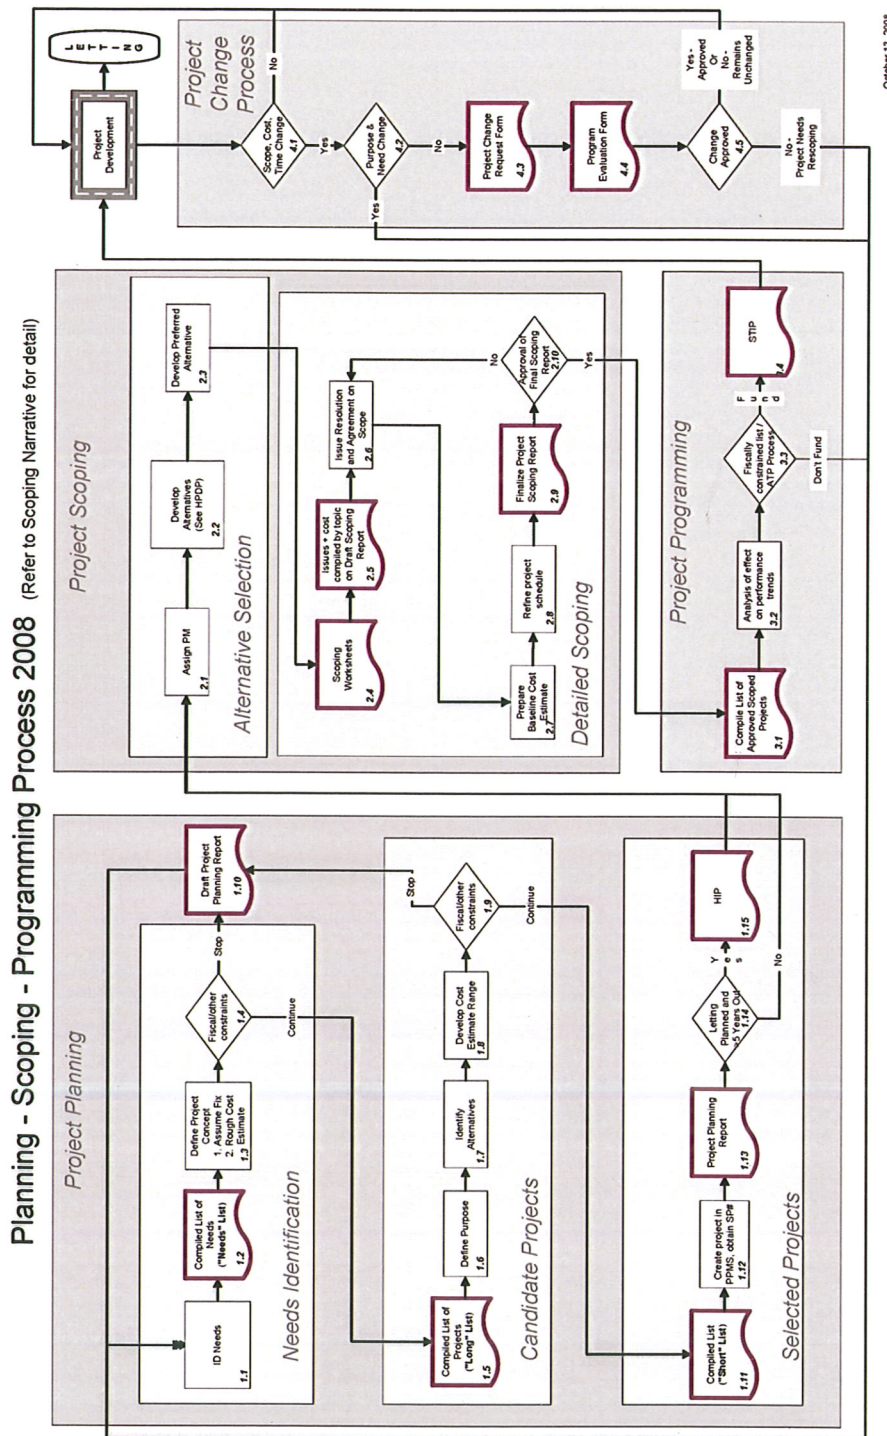 Planning - Scoping - Programming Process 2008 (Refer to Scoping Narrative for detail)
Project Planning
Needs Identification
ID Needs
1.1
Compiled List of
Needs
("Needs" List)
1.2
Define Project
Concept
1. Assume Fix
2. Rough Cost
Estimate
1.3
Fiscal/other
constraints
1.4
Stop
Continue
Draft Project
Planning Report
1.10
Candidate Projects
Compiled List of
Projects
("Long" List)
1.5
Define Purpose
1.6
Identify
Alternatives
1.7
Develop Cost
Estimate Range
1.8
Fiscal/other
constraints
1.9
Stop
Continue
Selected Projects
Compiled List
("Short" List)
1.11
Create project in
PPMS, obtain SP#
1.12
Project Planning
Report
1.13
Letting
Planned and
5 Years Out
1.14
Yes
No
HIP
1.15
Project Scoping
Alternative Selection
Assign PM
2.1
Develop
Alternatives
(See HPDP)
2.2
Develop Preferred
Alternative
2.3
Detailed Scoping
Scoping
Worksheets
2.4
Issues + cost
compiled by topic
on Draft Scoping
Report
2.5
Issue Resolution
and Agreement on
Scope
2.6
Prepare
Baseline Cost
Estimate
2.7
Refine project
schedule
2.8
Finalize Project
Scoping Report
2.9
Approval of
Final Scoping
Report
2.10
No
Yes
Project Programming
Compile List of
Approved Scoped
Projects
3.1
Analysis of effect
on performance
trends
3.2
Fiscally
constrained list /
ATP Process
3.3
Fund
Don't Fund
STIP
3.4
Project
Development
LETTING
Project
Change
Process
Scope, Cost,
Time Change
4.1
No
Yes
Purpose &
Need Change
4.2
Yes
No
Project Change
Request Form
4.3
Program
Evaluation Form
4.4
Change
Approved
4.5
Yes -
Approved
Or
No -
Remains
Unchanged
No -
Project Needs
Rescoping